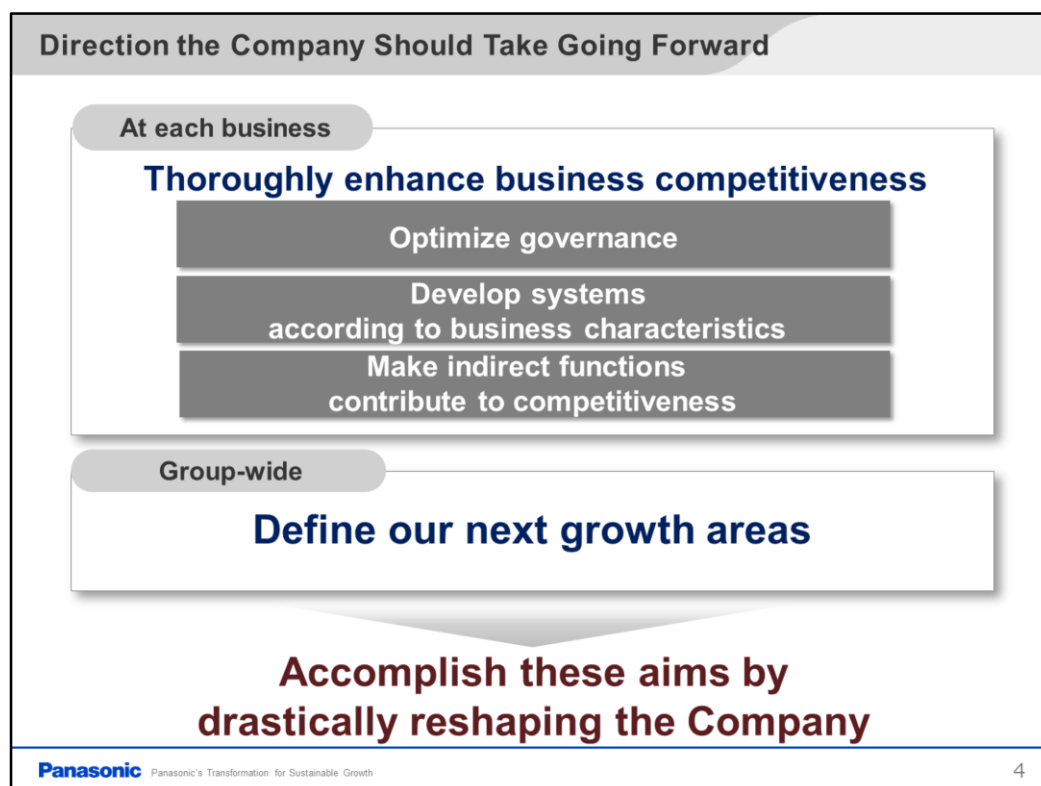 Direction the Company Should Take Going Forward
At each business
Thoroughly enhance business competitiveness
Optimize governance
Develop systems
according to business characteristics
Make indirect functions
contribute to competitiveness
Group-wide
Define our next growth areas
Accomplish these aims by
drastically reshaping the Company
Panasonic Panasonic's Transformation for Sustainable Growth 4